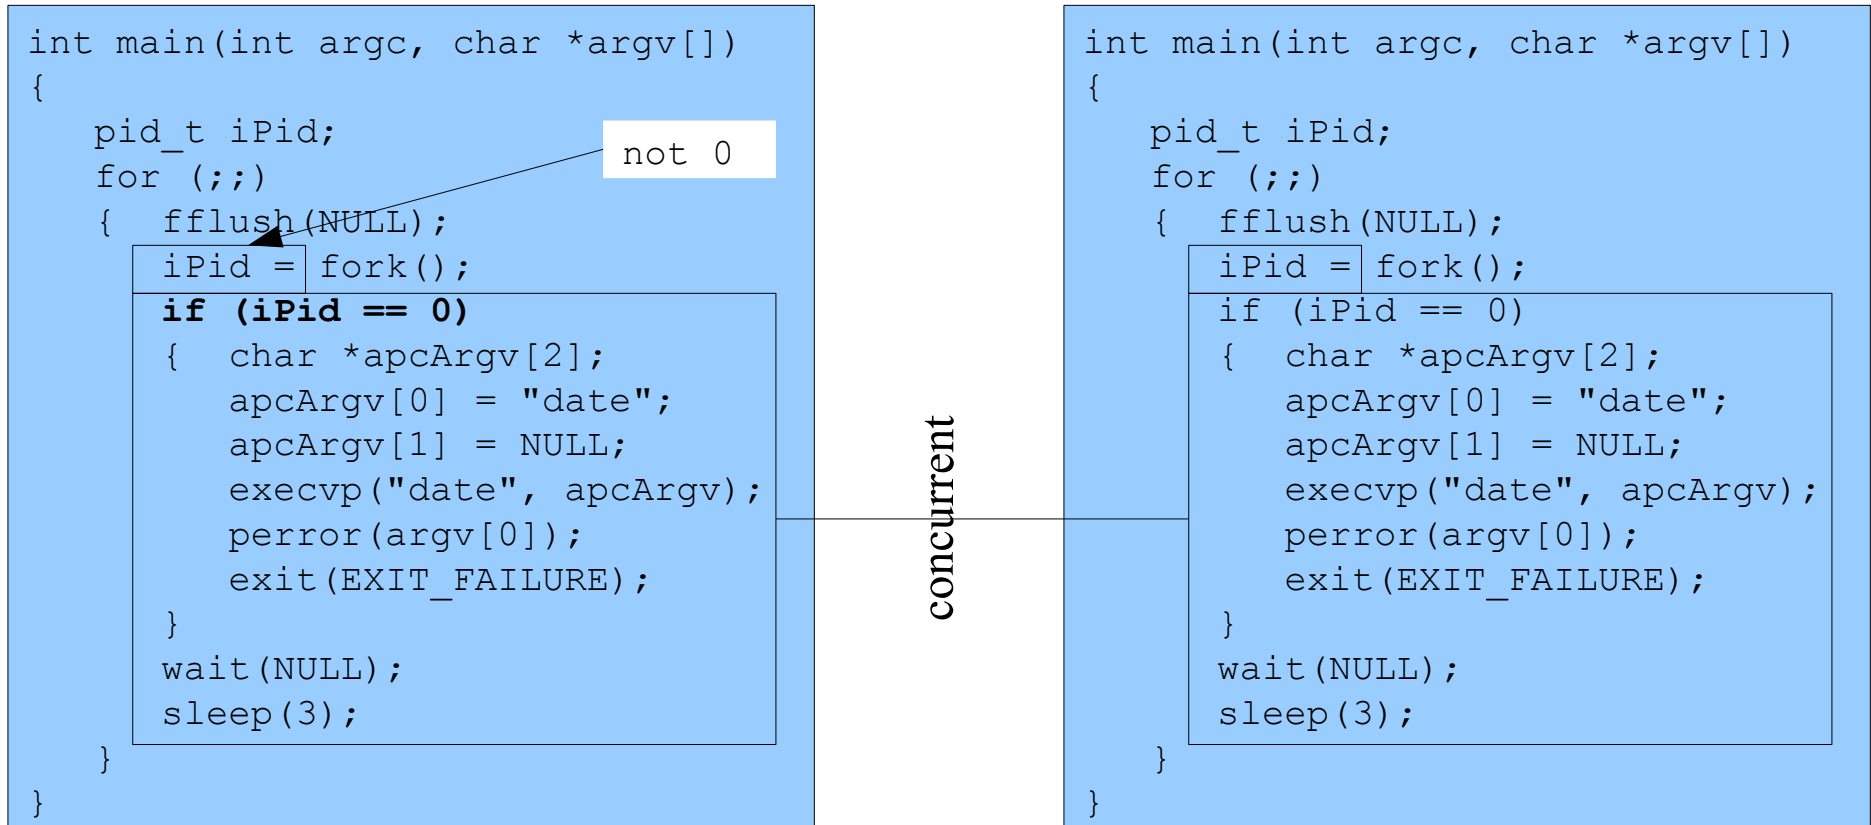 int main(int argc, char *argv[])
{
pid_t iPid;
for (;;)
{ fflush(NULL);
iPid = fork();
if (iPid == 0)
{ char *apcArgv[2];
apcArgv[0] = "date";
apcArgv[1] = NULL;
execvp("date", apcArgv);
perror(argv[0]);
exit(EXIT_FAILURE);
}
wait(NULL);
sleep(3);
}
}
not 0
concurrent
int main(int argc, char *argv[])
{
pid_t iPid;
for (;;)
{ fflush(NULL);
iPid = fork();
if (iPid == 0)
{ char *apcArgv[2];
apcArgv[0] = "date";
apcArgv[1] = NULL;
execvp("date", apcArgv);
perror(argv[0]);
exit(EXIT_FAILURE);
}
wait(NULL);
sleep(3);
}
}